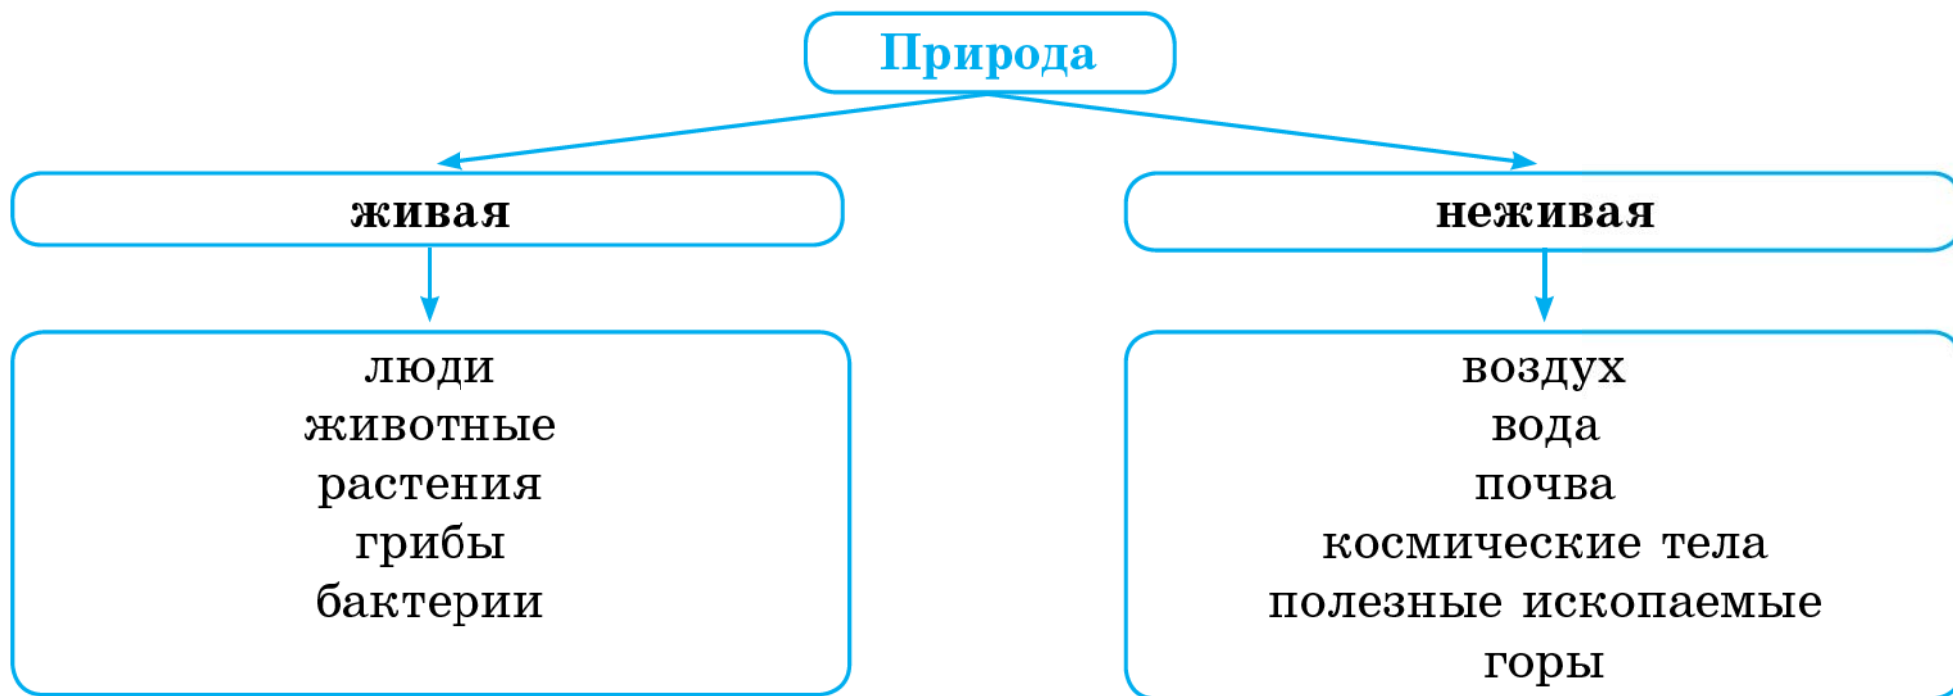 Природа
живая
неживая
люди
животные
растения
грибы
бактерии
воздух
вода
почва
космические тела
полезные ископаемые
горы